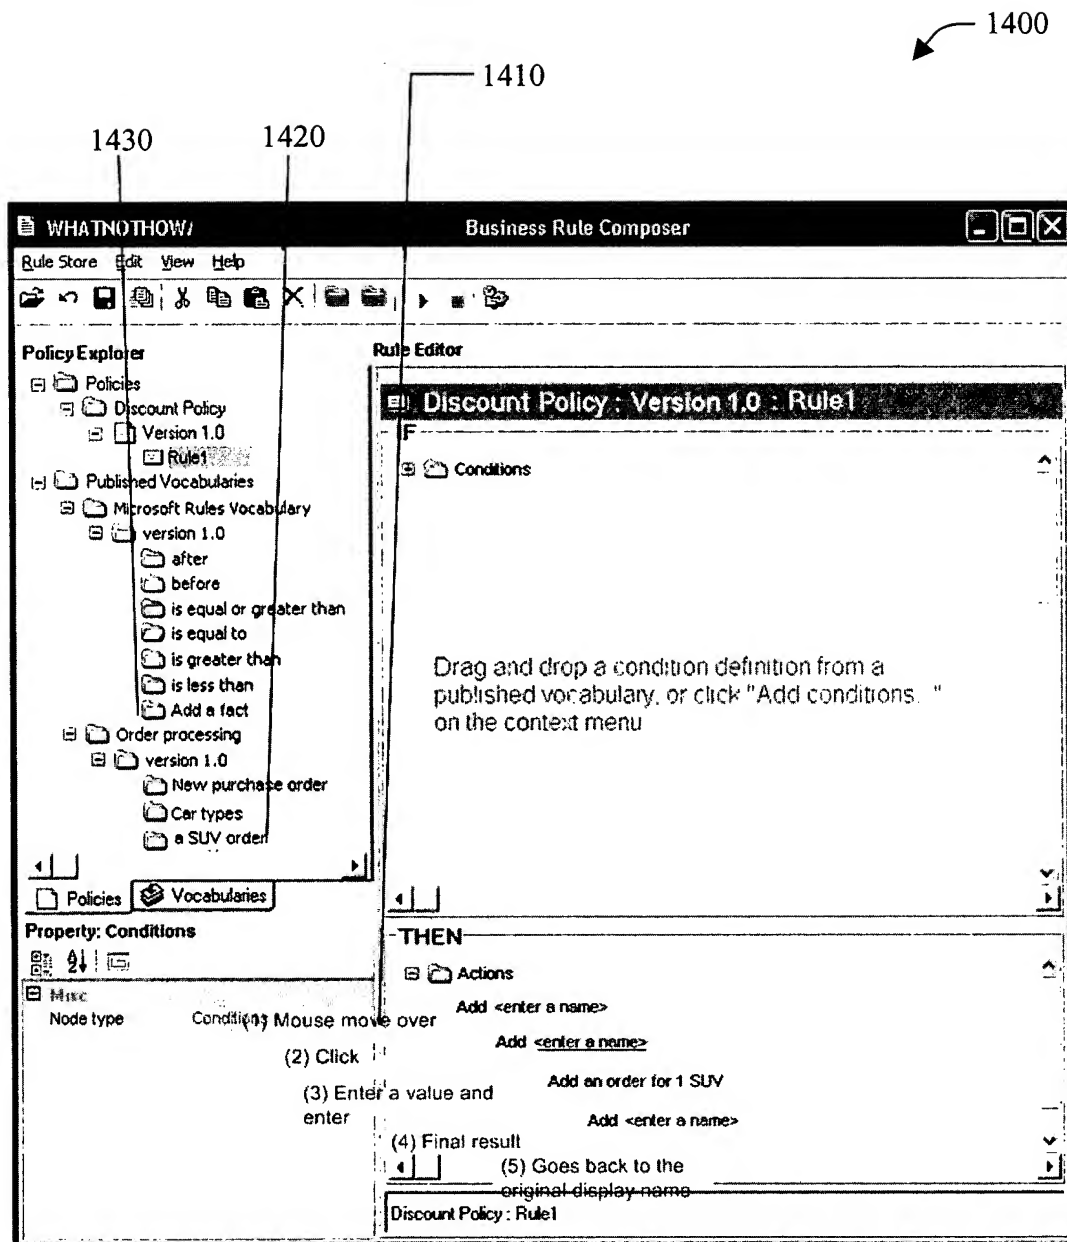 1400
1410
1430
1420
WHATNOTHOW/
Business Rule Composer
Rule Store Edit View Help
Policy Explorer
Policies
Discount Policy
Version 1.0
Rule1
Published Vocabularies
Microsoft Rules Vocabulary
version 1.0
after
before
is equal or greater than
is equal to
is greater than
is less than
Add a fact
Order processing
version 1.0
New purchase order
Car types
a SUV order
Policies
Vocabularies
Property: Conditions
Misc
Node type Conditions
Rule Editor
Discount Policy : Version 1.0 : Rule1
IF
Conditions
Drag and drop a condition definition from a
published vocabulary, or click "Add conditions..."
on the context menu
THEN
Actions
Add <enter a name>
(1) Mouse move over
Add <enter a name>
(2) Click
Add an order for 1 SUV
(3) Enter a value and
enter
Add <enter a name>
(4) Final result
(5) Goes back to the
original display name
Discount Policy : Rule1